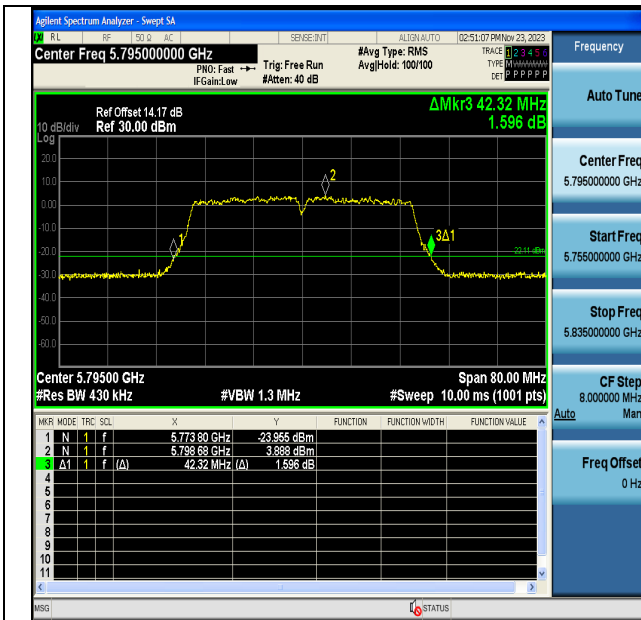 Agilent Spectrum Analyzer - Swept SA
RL RF 50 Ω AC SENSE:INT ALIGN AUTO 02:51:07 PM Nov 23, 2023
Center Freq 5.795000000 GHz
PNO: Fast
IFGain:Low
Trig: Free Run
#Atten: 40 dB
#Avg Type: RMS
Avg|Hold: 100/100
TRACE 1 2 3 4 5 6
TYPE M
DET P P P P P P
Frequency
Auto Tune
Center Freq
5.795000000 GHz
Start Freq
5.755000000 GHz
Stop Freq
5.835000000 GHz
CF Step
8.000000 MHz
Auto Man
Freq Offset
0 Hz
ΔMkr3 42.32 MHz
1.596 dB
Ref Offset 14.17 dB
10 dB/div Ref 30.00 dBm
Log
20.0
10.0
0.00
-10.0
-20.0
-30.0
-40.0
-50.0
-60.0
1
2
3Δ1
-22.11 dBm
Center 5.79500 GHz Span 80.00 MHz
#Res BW 430 kHz #VBW 1.3 MHz #Sweep 10.00 ms (1001 pts)
MKR MODE TRC SCL X Y FUNCTION FUNCTION WIDTH FUNCTION VALUE
1 N 1 f 5.773 80 GHz -23.955 dBm
2 N 1 f 5.798 68 GHz 3.888 dBm
3 Δ1 1 f (Δ) 42.32 MHz (Δ) 1.596 dB
4
5
6
7
8
9
10
11
MSG STATUS